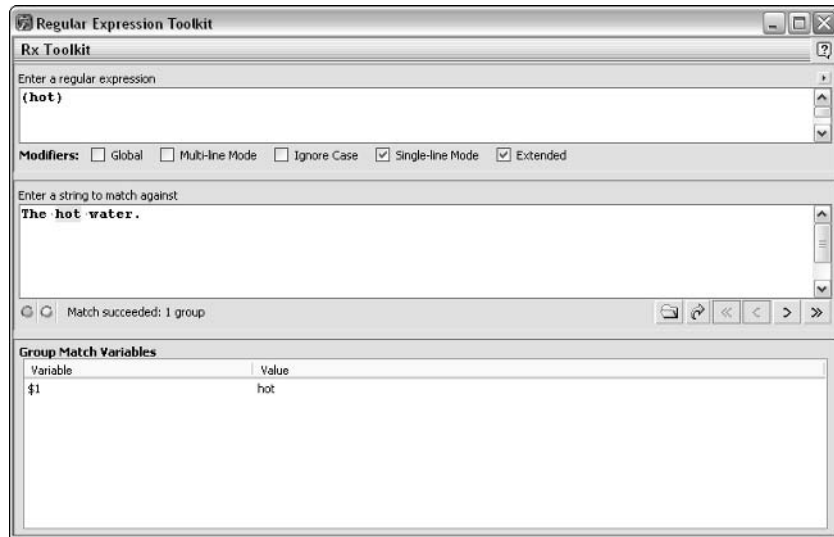 Regular Expression Toolkit
Rx Toolkit
Enter a regular expression
(hot)
Modifiers: Global Multi-line Mode Ignore Case Single-line Mode Extended
Enter a string to match against
The·hot·water.
Match succeeded: 1 group
Group Match Variables
Variable Value
$1 hot